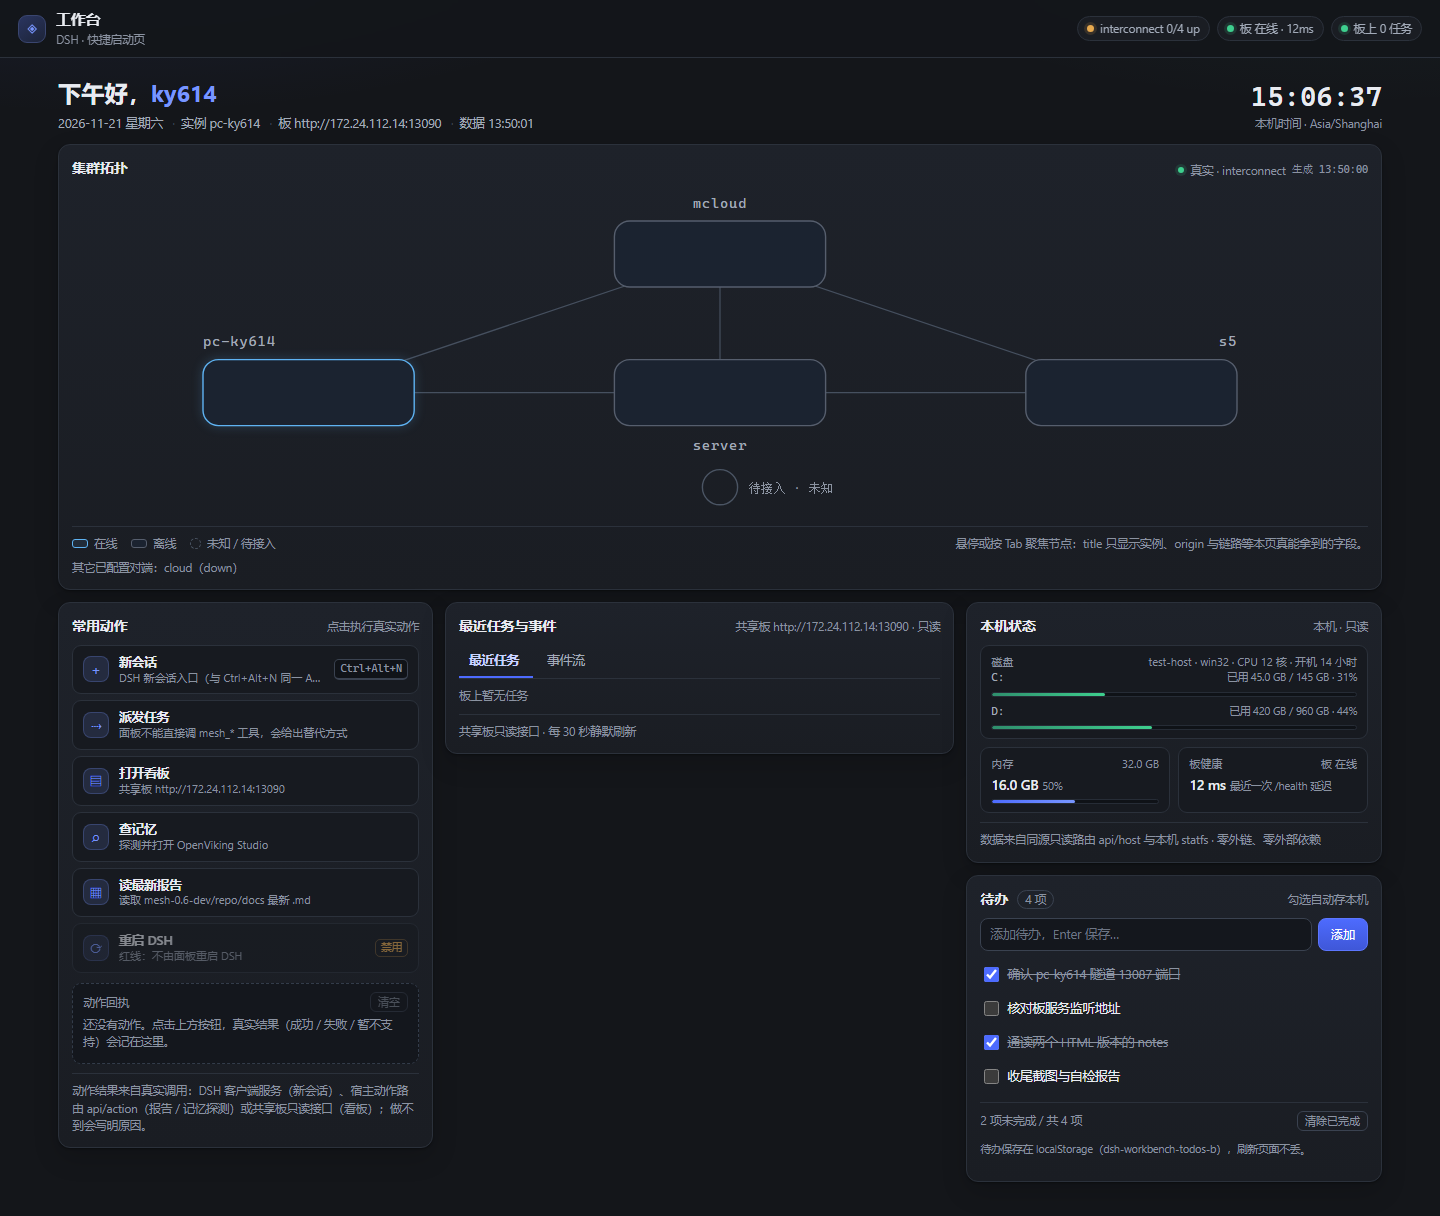 工作台
DSH · 快捷启动页
interconnect 0/4 up
板 在线 · 12ms
板上 0 任务
下午好，ky614
2026-11-21 星期六 · 实例 pc-ky614 · 板 http://172.24.112.14:13090 · 数据 13:50:01
15:06:37
本机时间 · Asia/Shanghai
集群拓扑
真实 · interconnect 生成 13:50:00
mcloud
pc-ky614
s5
server
待接入 · 未知
在线 离线 未知 / 待接入
悬停或按 Tab 聚焦节点：title 只显示实例、origin 与链路等本页真能拿到的字段。
其它已配置对端：cloud（down）
常用动作
点击执行真实动作
新会话
DSH 新会话入口（与 Ctrl+Alt+N 同一 A...
Ctrl+Alt+N
派发任务
面板不能直接调 mesh_* 工具，会给出替代方式
打开看板
共享板 http://172.24.112.14:13090
查记忆
探测并打开 OpenViking Studio
读最新报告
读取 mesh-0.6-dev/repo/docs 最新 .md
重启 DSH
红线：不由面板重启 DSH
禁用
动作回执
清空
还没有动作。点击上方按钮，真实结果（成功 / 失败 / 暂不支
持）会记在这里。
动作结果来自真实调用：DSH 客户端服务（新会话）、宿主动作路
由 api/action（报告 / 记忆探测）或共享板只读接口（看板）；做不
到会写明原因。
最近任务与事件
共享板 http://172.24.112.14:13090 · 只读
最近任务 事件流
板上暂无任务
共享板只读接口 · 每 30 秒静默刷新
本机状态
本机 · 只读
磁盘
test-host · win32 · CPU 12 核 · 开机 14 小时
C:
已用 45.0 GB / 145 GB · 31%
D:
已用 420 GB / 960 GB · 44%
内存
32.0 GB
16.0 GB 50%
板健康
板 在线
12 ms 最近一次 /health 延迟
数据来自同源只读路由 api/host 与本机 statfs · 零外链、零外部依赖
待办 4 项
勾选自动存本机
添加待办，Enter 保存...
添加
确认 pc-ky614 隧道 13087 端口
核对板服务监听地址
通读两个 HTML 版本的 notes
收尾截图与自检报告
2 项未完成 / 共 4 项
清除已完成
待办保存在 localStorage（dsh-workbench-todos-b），刷新页面不丢。